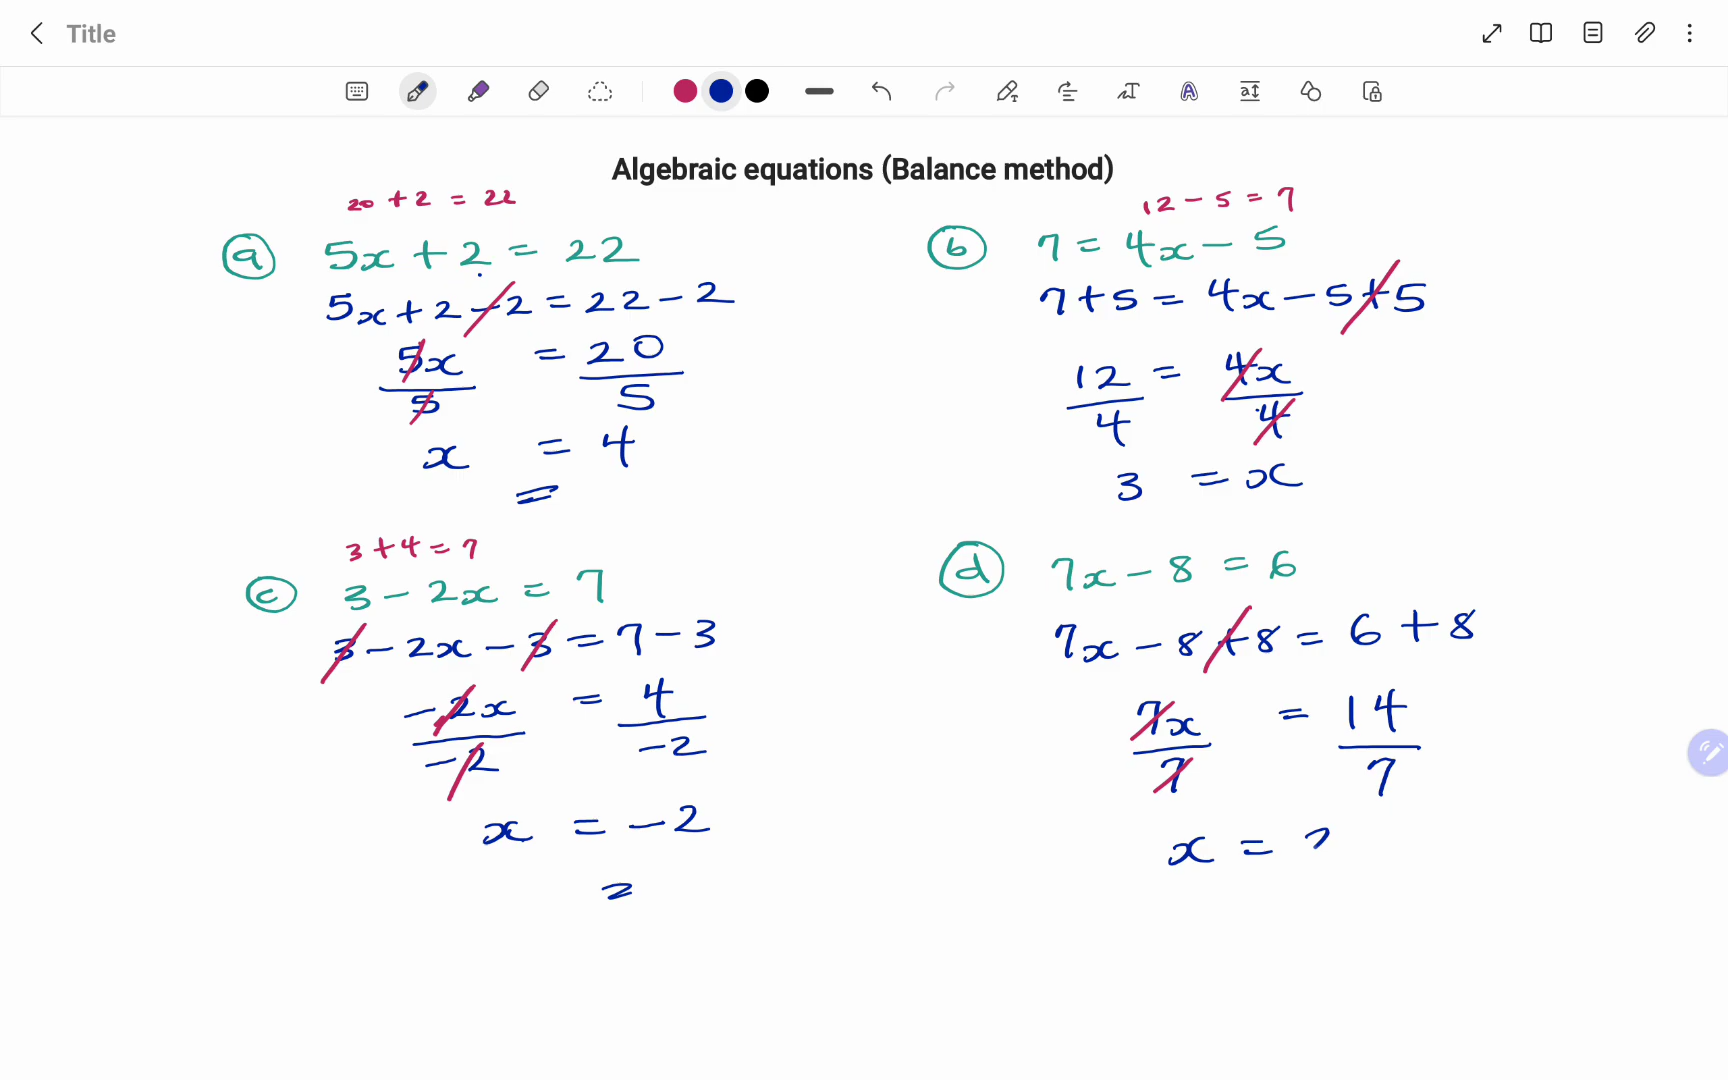 Title
Algebraic equations (Balance method)
20 + 2 = 22
ⓐ 5x + 2 = 22
5x + 2 - 2 = 22 - 2
5x/5 = 20/5
x = 4
12 - 5 = 7
ⓑ 7 = 4x - 5
7 + 5 = 4x - 5 + 5
12/4 = 4x/4
3 = x
3 + 4 = 7
ⓒ 3 - 2x = 7
3 - 2x - 3 = 7 - 3
-2x/-2 = 4/-2
x = -2
ⓓ 7x - 8 = 6
7x - 8 + 8 = 6 + 8
7x/7 = 14/7
x =